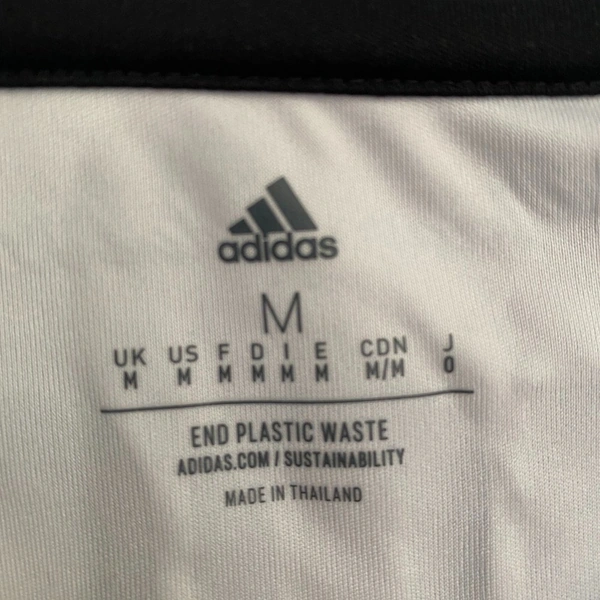 adidas
M
UK US F D I E CDN J
M M M M M M M/M O
END PLASTIC WASTE
ADIDAS.COM / SUSTAINABILITY
MADE IN THAILAND